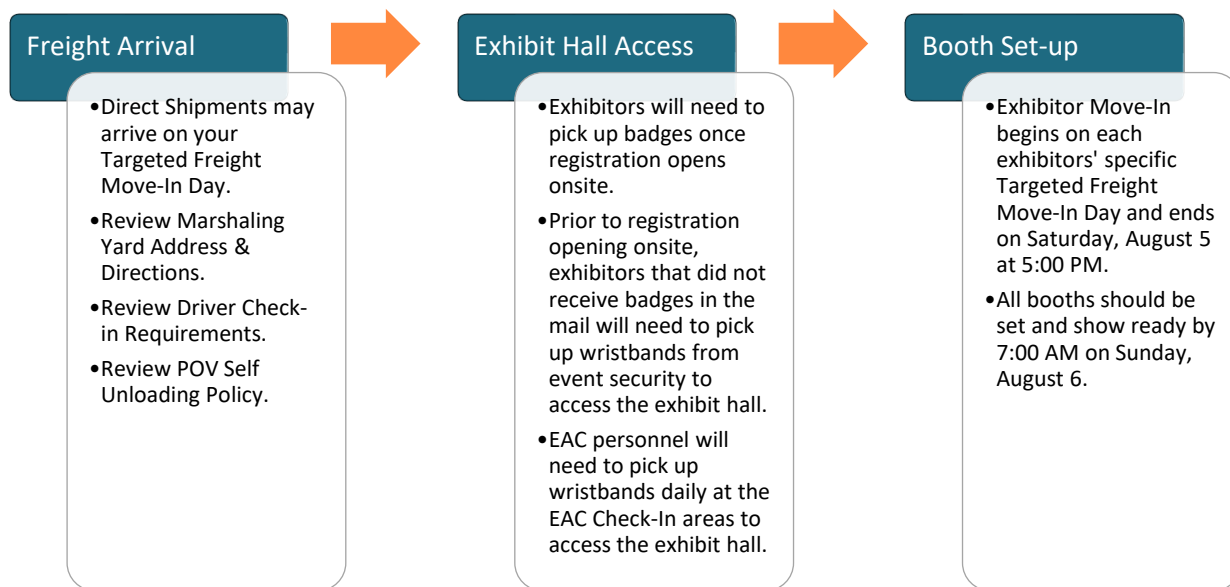 Freight Arrival
•Direct Shipments may
arrive on your
Targeted Freight
Move-In Day.
•Review Marshaling
Yard Address &
Directions.
•Review Driver Check-
in Requirements.
•Review POV Self
Unloading Policy.
Exhibit Hall Access
•Exhibitors will need to
pick up badges once
registration opens
onsite.
•Prior to registration
opening onsite,
exhibitors that did not
receive badges in the
mail will need to pick
up wristbands from
event security to
access the exhibit hall.
•EAC personnel will
need to pick up
wristbands daily at the
EAC Check-In areas to
access the exhibit hall.
Booth Set-up
•Exhibitor Move-In
begins on each
exhibitors' specific
Targeted Freight
Move-In Day and ends
on Saturday, August 5
at 5:00 PM.
•All booths should be
set and show ready by
7:00 AM on Sunday,
August 6.